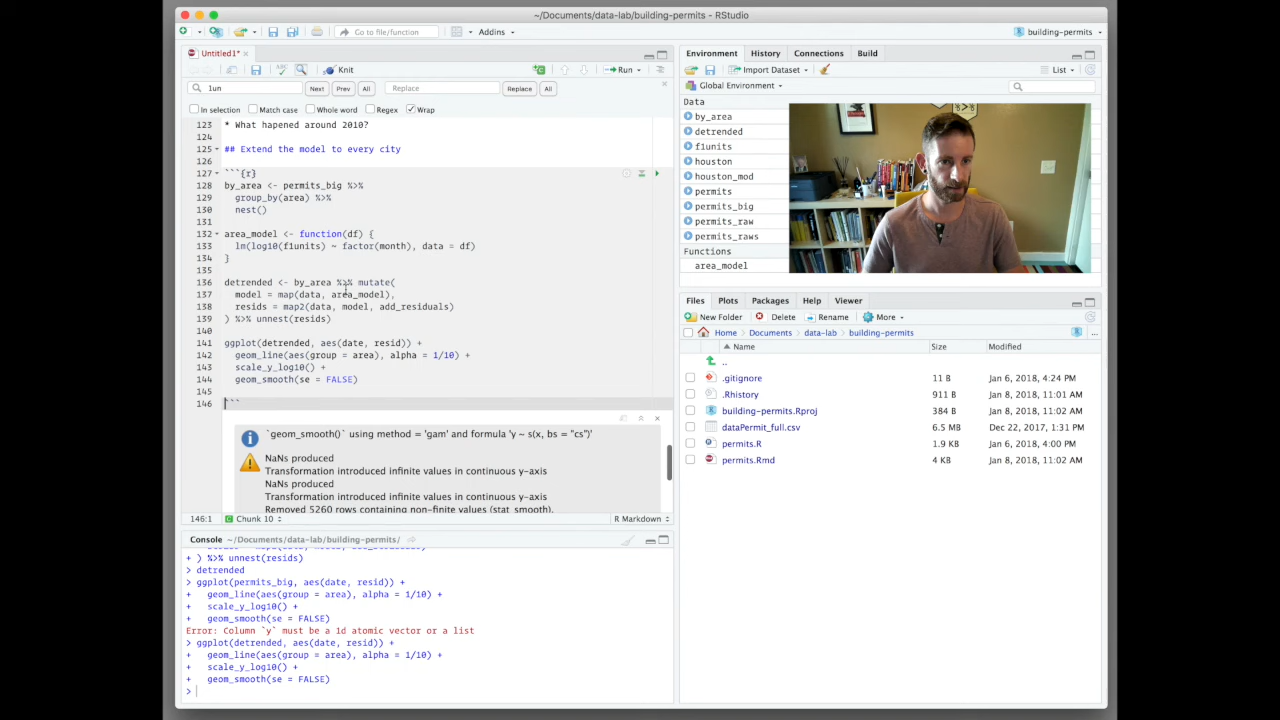 ~/Documents/data-lab/building-permits - RStudio
Go to file/function
Addins
building-permits
Untitled1*
Knit
Run
1un
Next
Prev
All
Replace
Replace
All
In selection
Match case
Whole word
Regex
Wrap
123 * What hapened around 2010?
124
125 ## Extend the model to every city
126
127 ```{r}
128 by_area <- permits_big %>%
129 group_by(area) %>%
130 nest()
131
132 area_model <- function(df) {
133 lm(log10(f1units) ~ factor(month), data = df)
134 }
135
136 detrended <- by_area %>% mutate(
137 model = map(data, area_model),
138 resids = map2(data, model, add_residuals)
139 ) %>% unnest(resids)
140
141 ggplot(detrended, aes(date, resid)) +
142 geom_line(aes(group = area), alpha = 1/10) +
143 scale_y_log10() +
144 geom_smooth(se = FALSE)
145
146 ```
`geom_smooth()` using method = 'gam' and formula 'y ~ s(x, bs = "cs")'
NaNs produced
Transformation introduced infinite values in continuous y-axis
NaNs produced
Transformation introduced infinite values in continuous y-axis
Removed 5260 rows containing non-finite values (stat_smooth).
146:1 Chunk 10 R Markdown
Console ~/Documents/data-lab/building-permits/
+ ) %>% unnest(resids)
> detrended
> ggplot(permits_big, aes(date, resid)) +
+ geom_line(aes(group = area), alpha = 1/10) +
+ scale_y_log10() +
+ geom_smooth(se = FALSE)
Error: Column `y` must be a 1d atomic vector or a list
> ggplot(detrended, aes(date, resid)) +
+ geom_line(aes(group = area), alpha = 1/10) +
+ scale_y_log10() +
+ geom_smooth(se = FALSE)
>
Environment History Connections Build
Import Dataset
List
Global Environment
Data
by_area
detrended
f1units
houston
houston_mod
permits
permits_big
permits_raw
permits_raws
Functions
area_model
Files Plots Packages Help Viewer
New Folder Delete Rename More
Home Documents data-lab building-permits
...
Name Size Modified
..
.gitignore 11 B Jan 6, 2018, 4:24 PM
.Rhistory 911 B Jan 8, 2018, 11:01 AM
building-permits.Rproj 384 B Jan 8, 2018, 11:02 AM
dataPermit_full.csv 6.5 MB Dec 22, 2017, 1:31 PM
permits.R 1.9 KB Jan 6, 2018, 4:00 PM
permits.Rmd 4 KB Jan 8, 2018, 11:02 AM